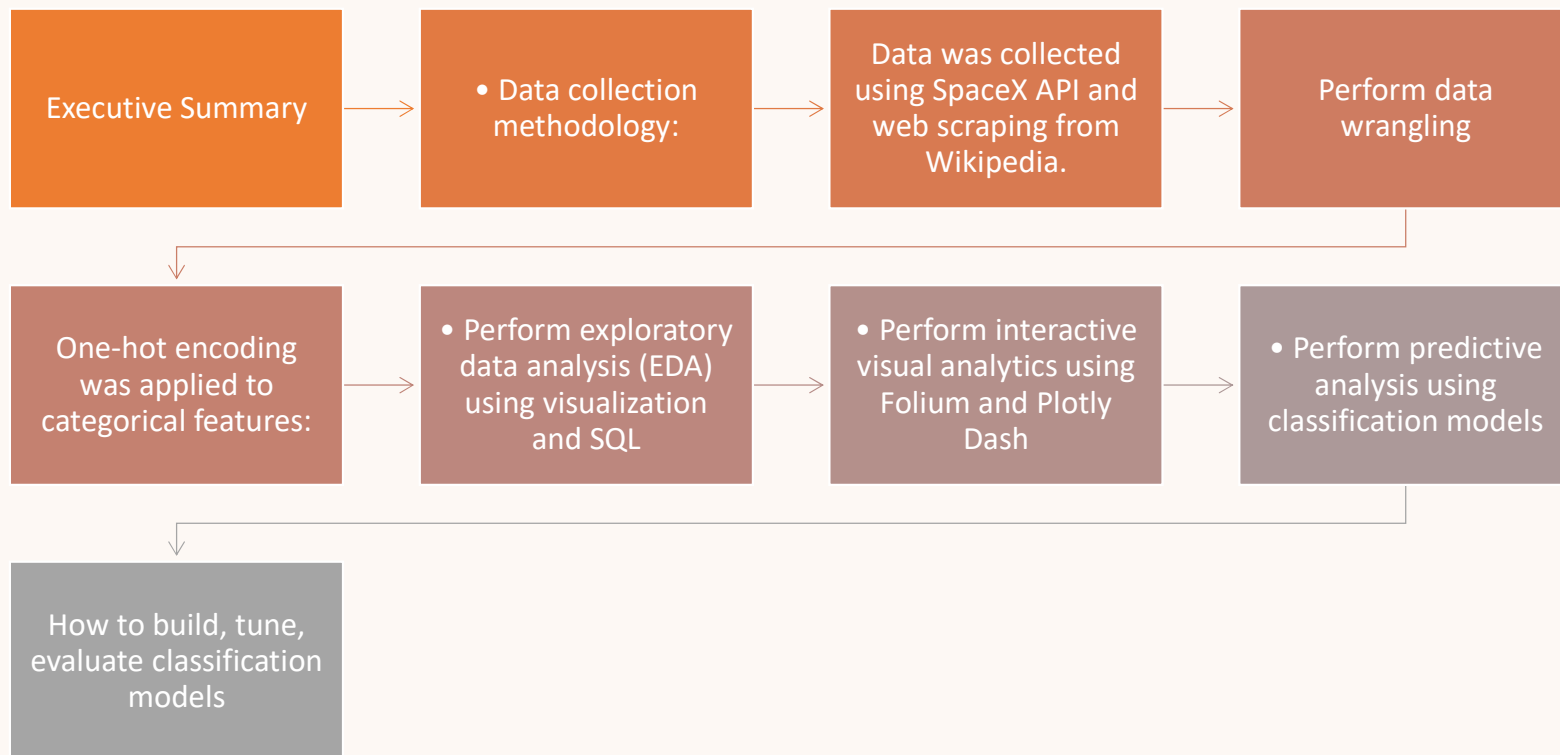 Executive Summary
• Data collection
methodology:
Data was collected
using SpaceX API and
web scraping from
Wikipedia.
Perform data
wrangling
One-hot encoding
was applied to
categorical features:
• Perform exploratory
data analysis (EDA)
using visualization
and SQL
• Perform interactive
visual analytics using
Folium and Plotly
Dash
• Perform predictive
analysis using
classification models
How to build, tune,
evaluate classification
models